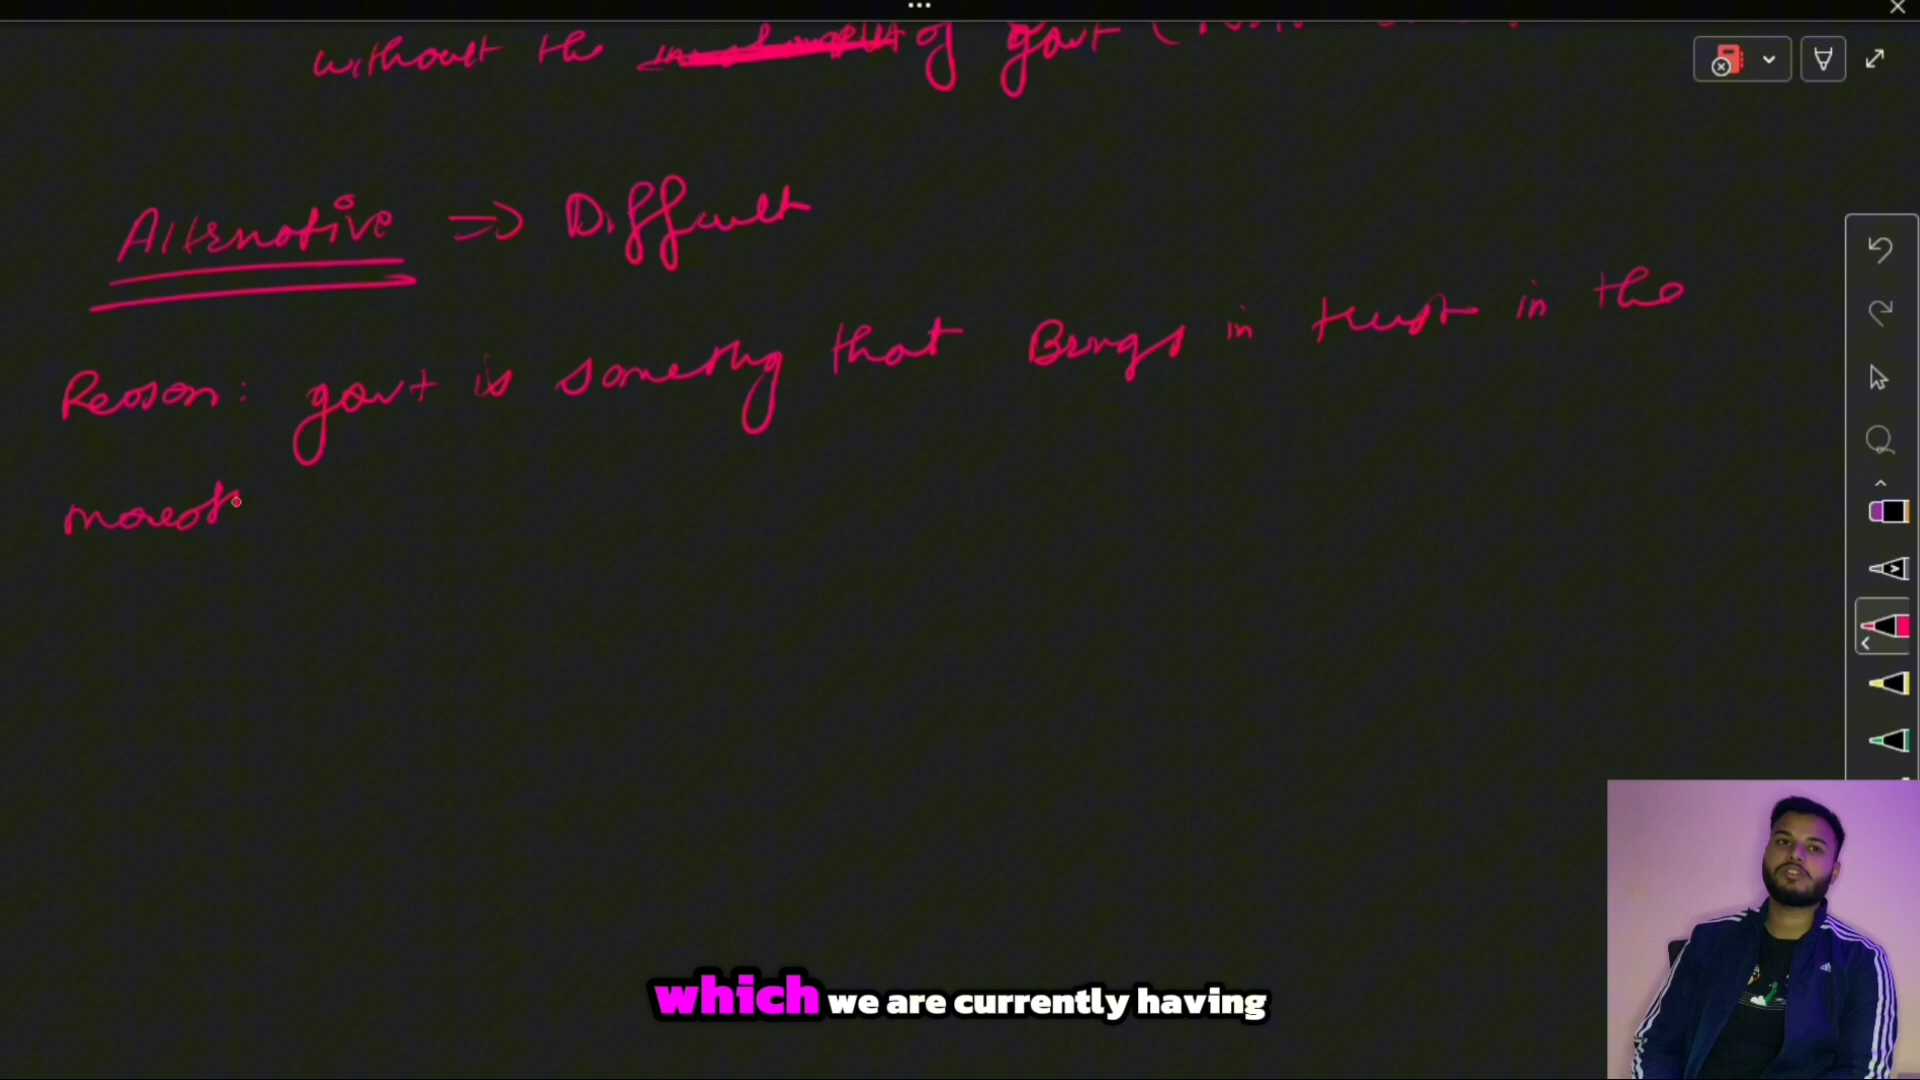 without the of govt (
Alternative => Difficult
Reason: govt is something that Brings in trust in the
market
which we are currently having